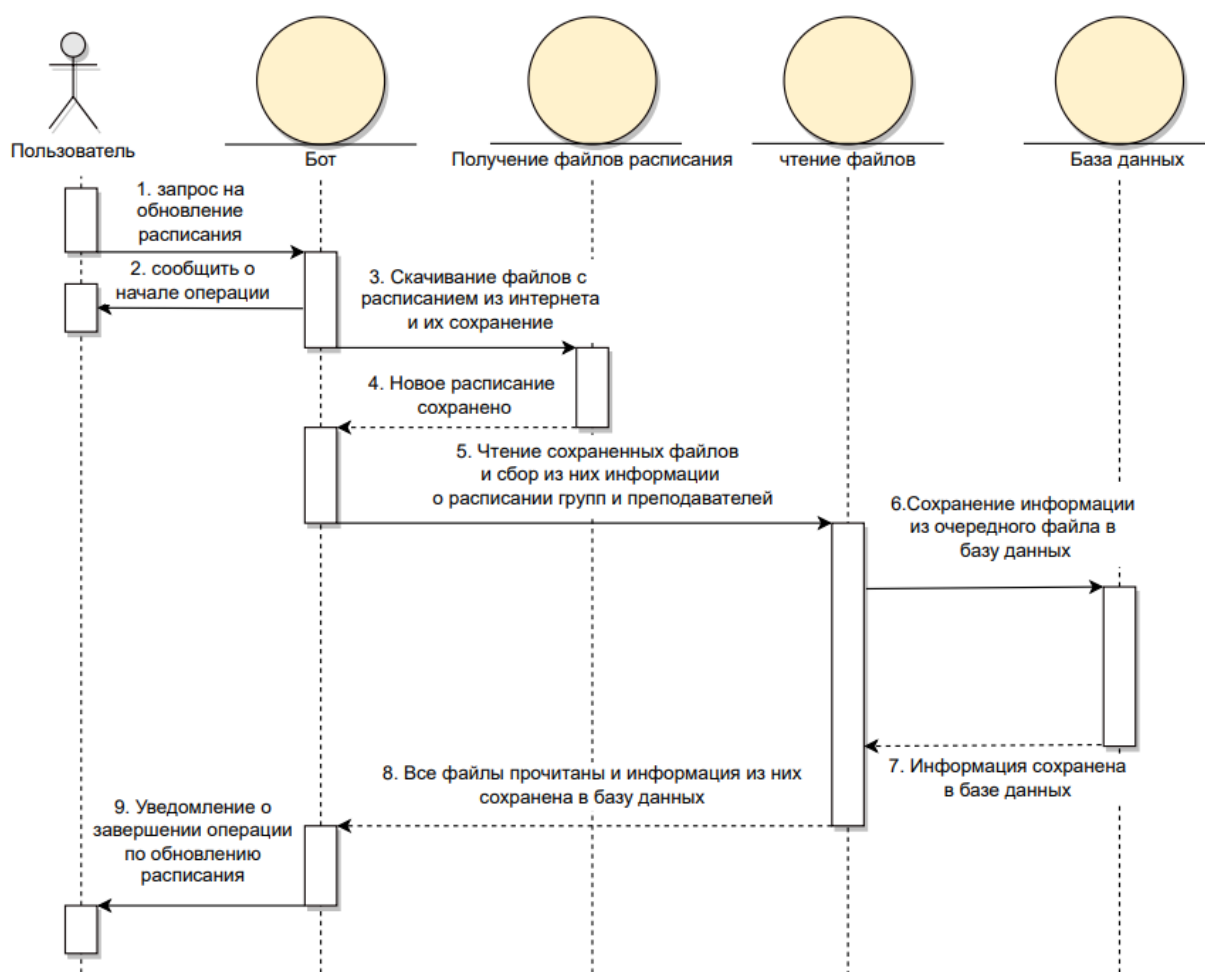 Пользователь
Бот
Получение файлов расписания
чтение файлов
База данных
1. запрос на
обновление
расписания
2. сообщить о
начале операции
3. Скачивание файлов с
расписанием из интернета
и их сохранение
4. Новое расписание
сохранено
5. Чтение сохраненных файлов
и сбор из них информации
о расписании групп и преподавателей
6.Сохранение информации
из очередного файла в
базу данных
7. Информация сохранена
в базе данных
8. Все файлы прочитаны и информация из них
сохранена в базу данных
9. Уведомление о
завершении операции
по обновлению
расписания